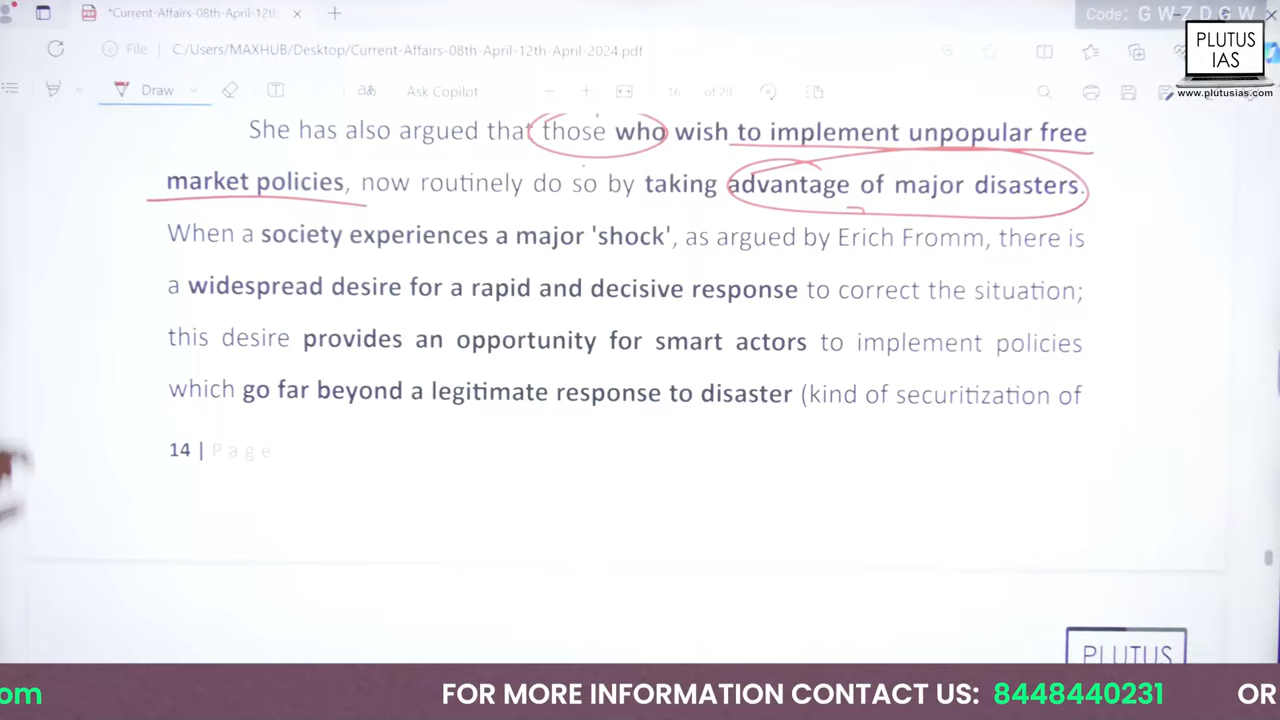 *Current-Affairs-08th-April-12th
Code: G W Z D G W
File C:/Users/MAXHUB/Desktop/Current-Affairs-08th-April-12th-April-2024.pdf
PLUTUS
IAS
www.plutusias.com
Draw Ask Copilot 16 of 20
She has also argued that those who wish to implement unpopular free
market policies, now routinely do so by taking advantage of major disasters.
When a society experiences a major 'shock', as argued by Erich Fromm, there is
a widespread desire for a rapid and decisive response to correct the situation;
this desire provides an opportunity for smart actors to implement policies
which go far beyond a legitimate response to disaster (kind of securitization of
14 | Page
PLUTUS
om FOR MORE INFORMATION CONTACT US: 8448440231 OR